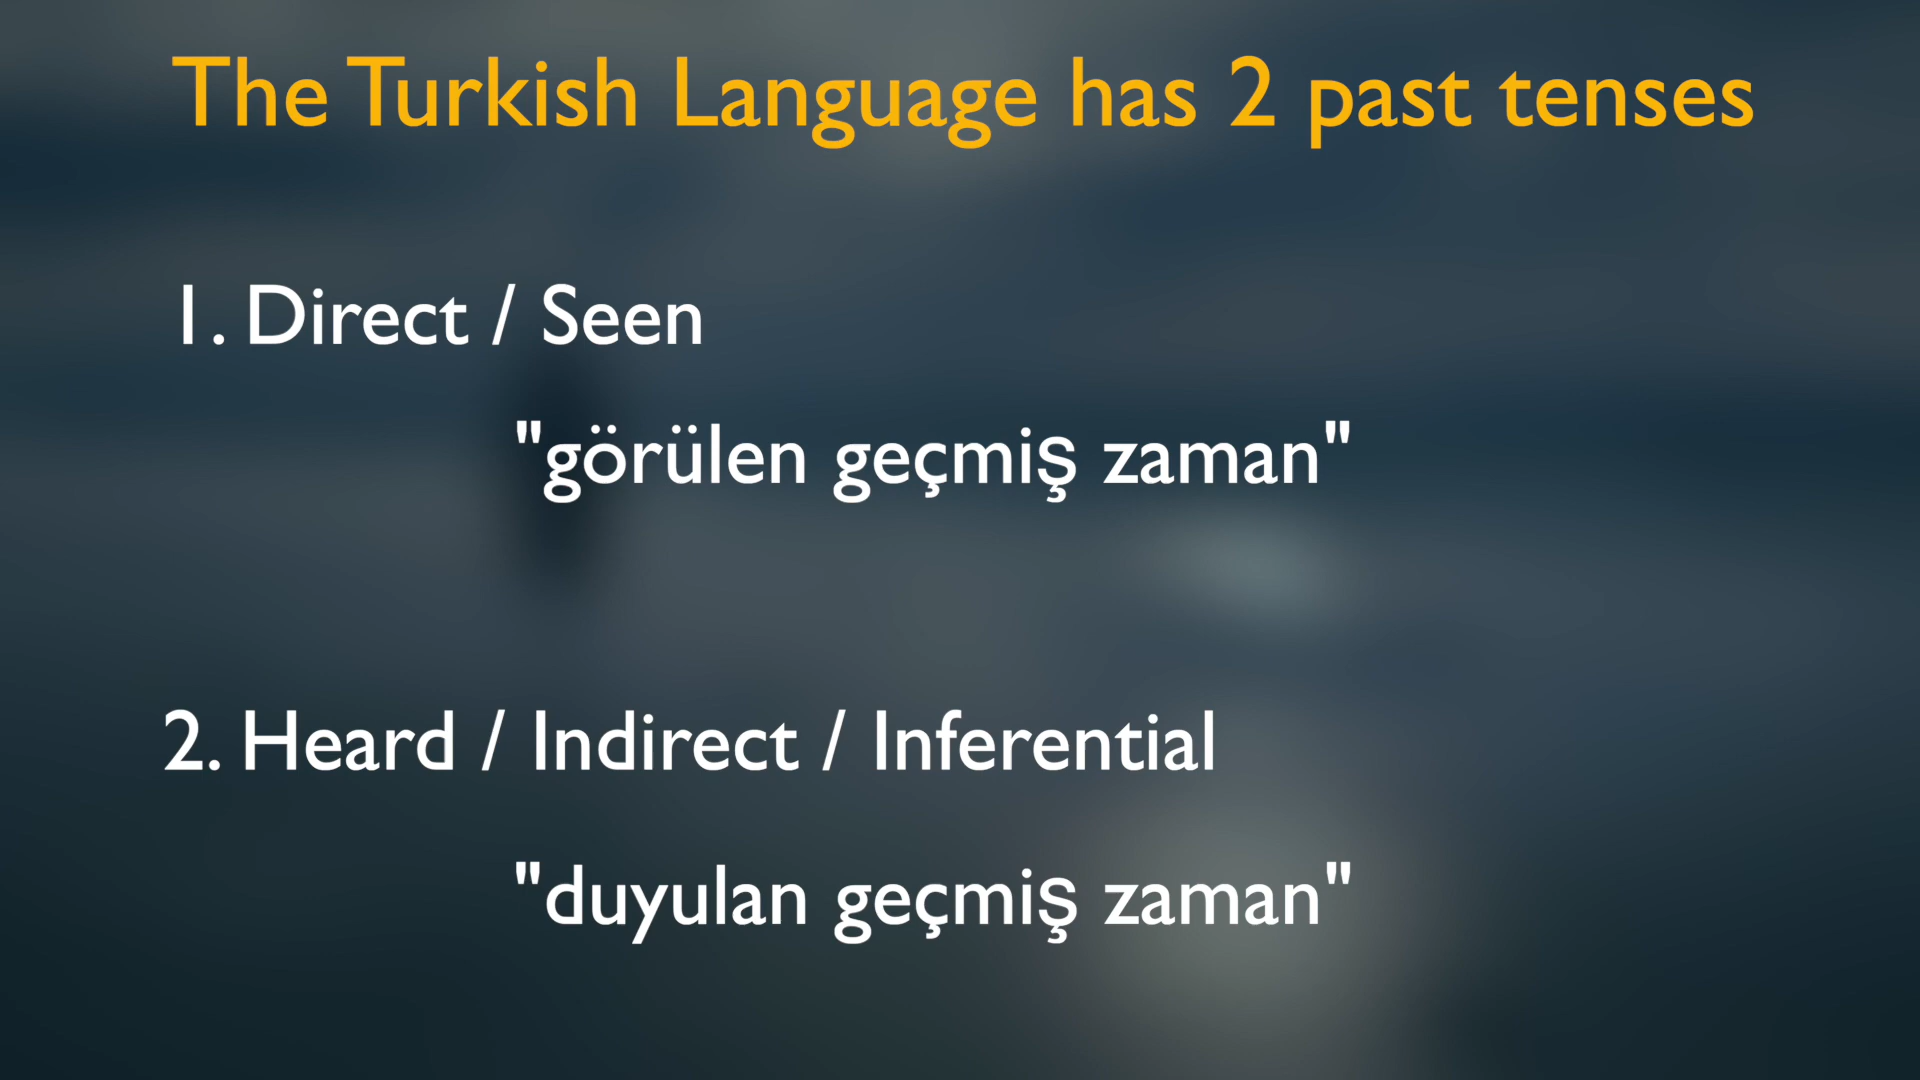 The Turkish Language has 2 past tenses
1. Direct / Seen
"görülen geçmiş zaman"
2. Heard / Indirect / Inferential
"duyulan geçmiş zaman"